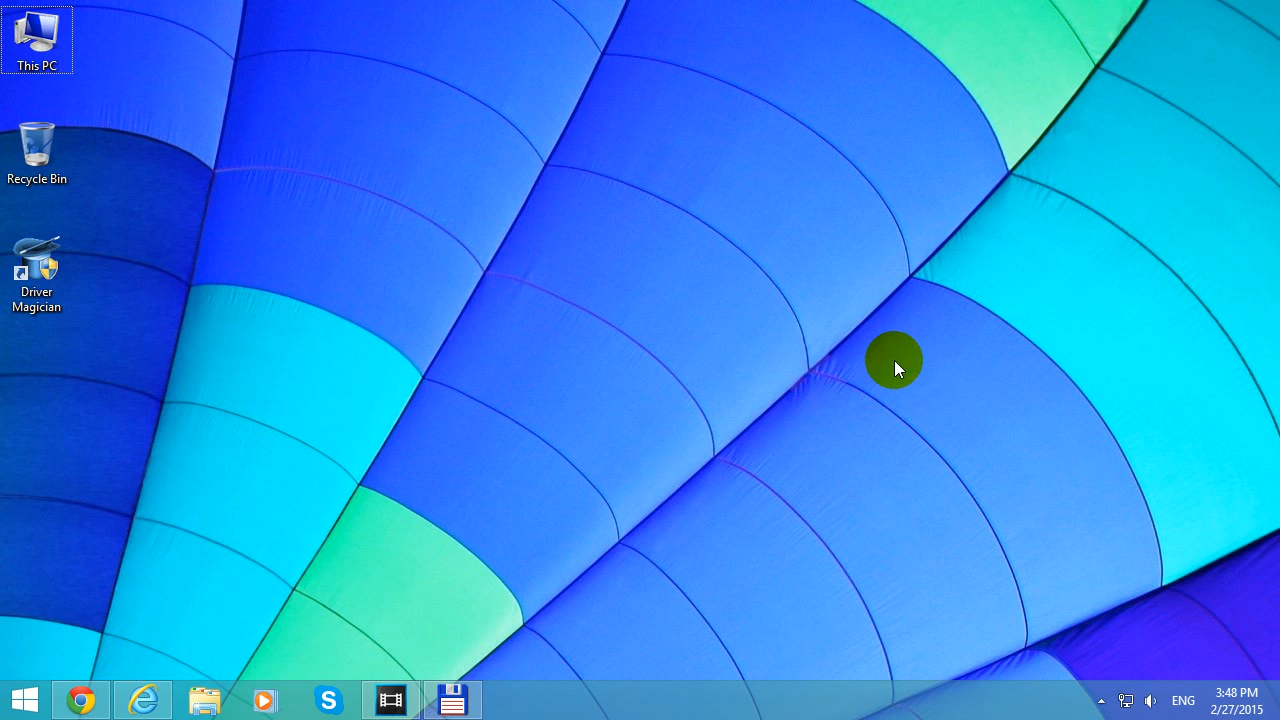 This PC
Recycle Bin
Driver
Magician
ENG
3:48 PM
2/27/2015